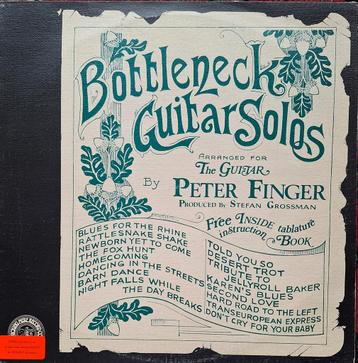 Bottleneck
Guitar Solos
ARRANGED FOR
The GUITAR
By PETER FINGER
PRODUCED By STEFAN GROSSMAN
Free INSIDE tablature
instruction BOOK
BLUES FOR THE RHINE
RATTLESNAKE SHAKE
NEWBORN YET TO COME
THE FOX HUNT
HOMECOMING
DANCING IN THE STREETS
BARN DANCE
NIGHT FALLS WHILE
THE DAY BREAKS
TOLD YOU SO
DESERT TROT
TRIBUTE TO
JELLYROLL BAKER
KAREN'S BLUES
SECOND LOVE
HARD ROAD TO THE LEFT
TRANSEUROPEAN EXPRESS
DON'T CRY FOR YOUR BABY